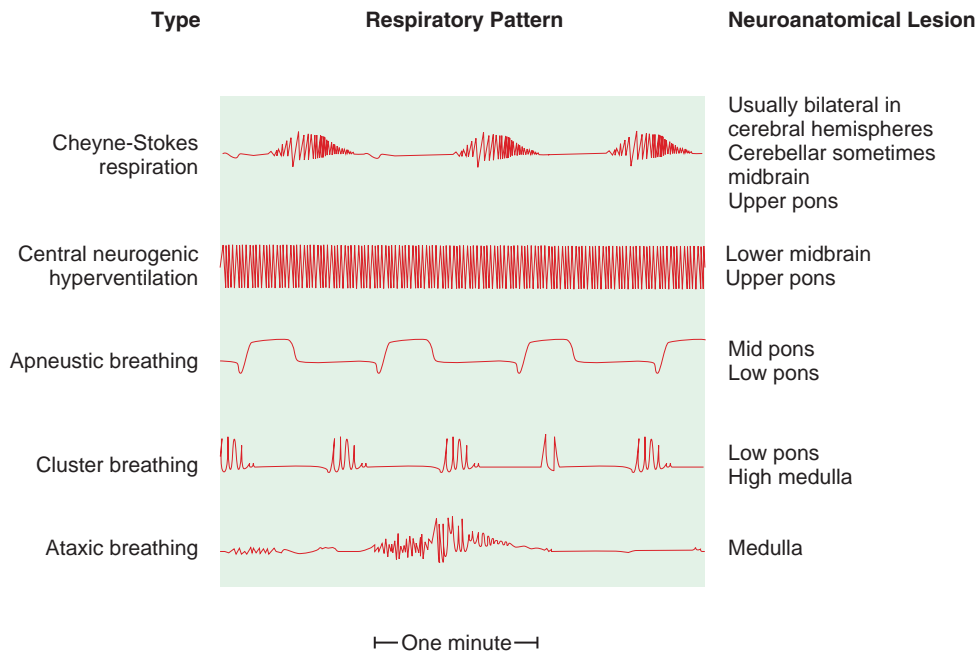 Type Respiratory Pattern Neuroanatomical Lesion
Cheyne-Stokes
respiration
Usually bilateral in
cerebral hemispheres
Cerebellar sometimes
midbrain
Upper pons
Central neurogenic
hyperventilation
Lower midbrain
Upper pons
Apneustic breathing
Mid pons
Low pons
Cluster breathing
Low pons
High medulla
Ataxic breathing
Medulla
One minute